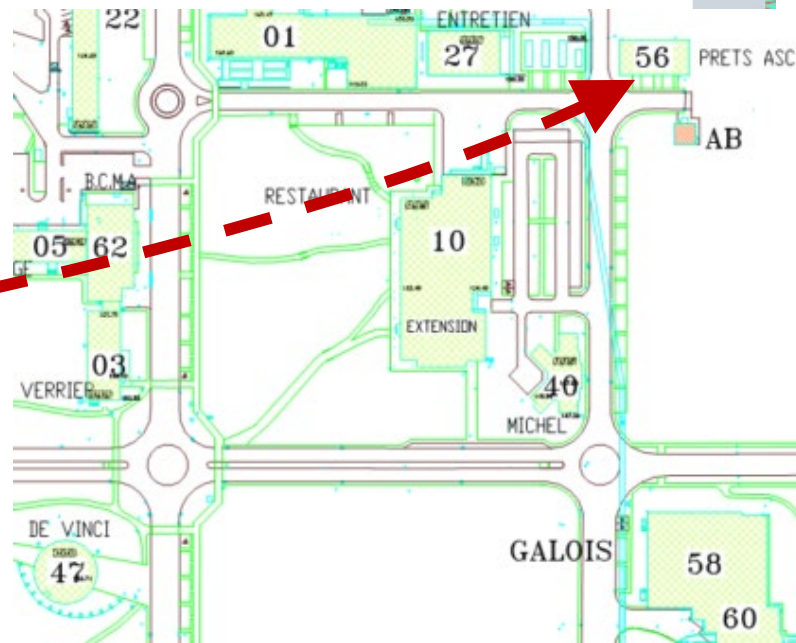 22
01
ENTRETIEN
27
56
PRETS ASC
AB
B.C.M.A
RESTAURANT
05
62
GE
10
EXTENSION
03
VERRIER
40
MICHEL
DE VINCI
47
GALOIS
58
60